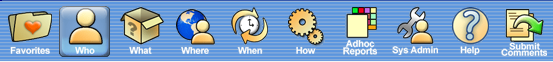 Favorites
Who
What
Where
When
How
Adhoc
Reports
Sys Admin
Help
Submit
Comments